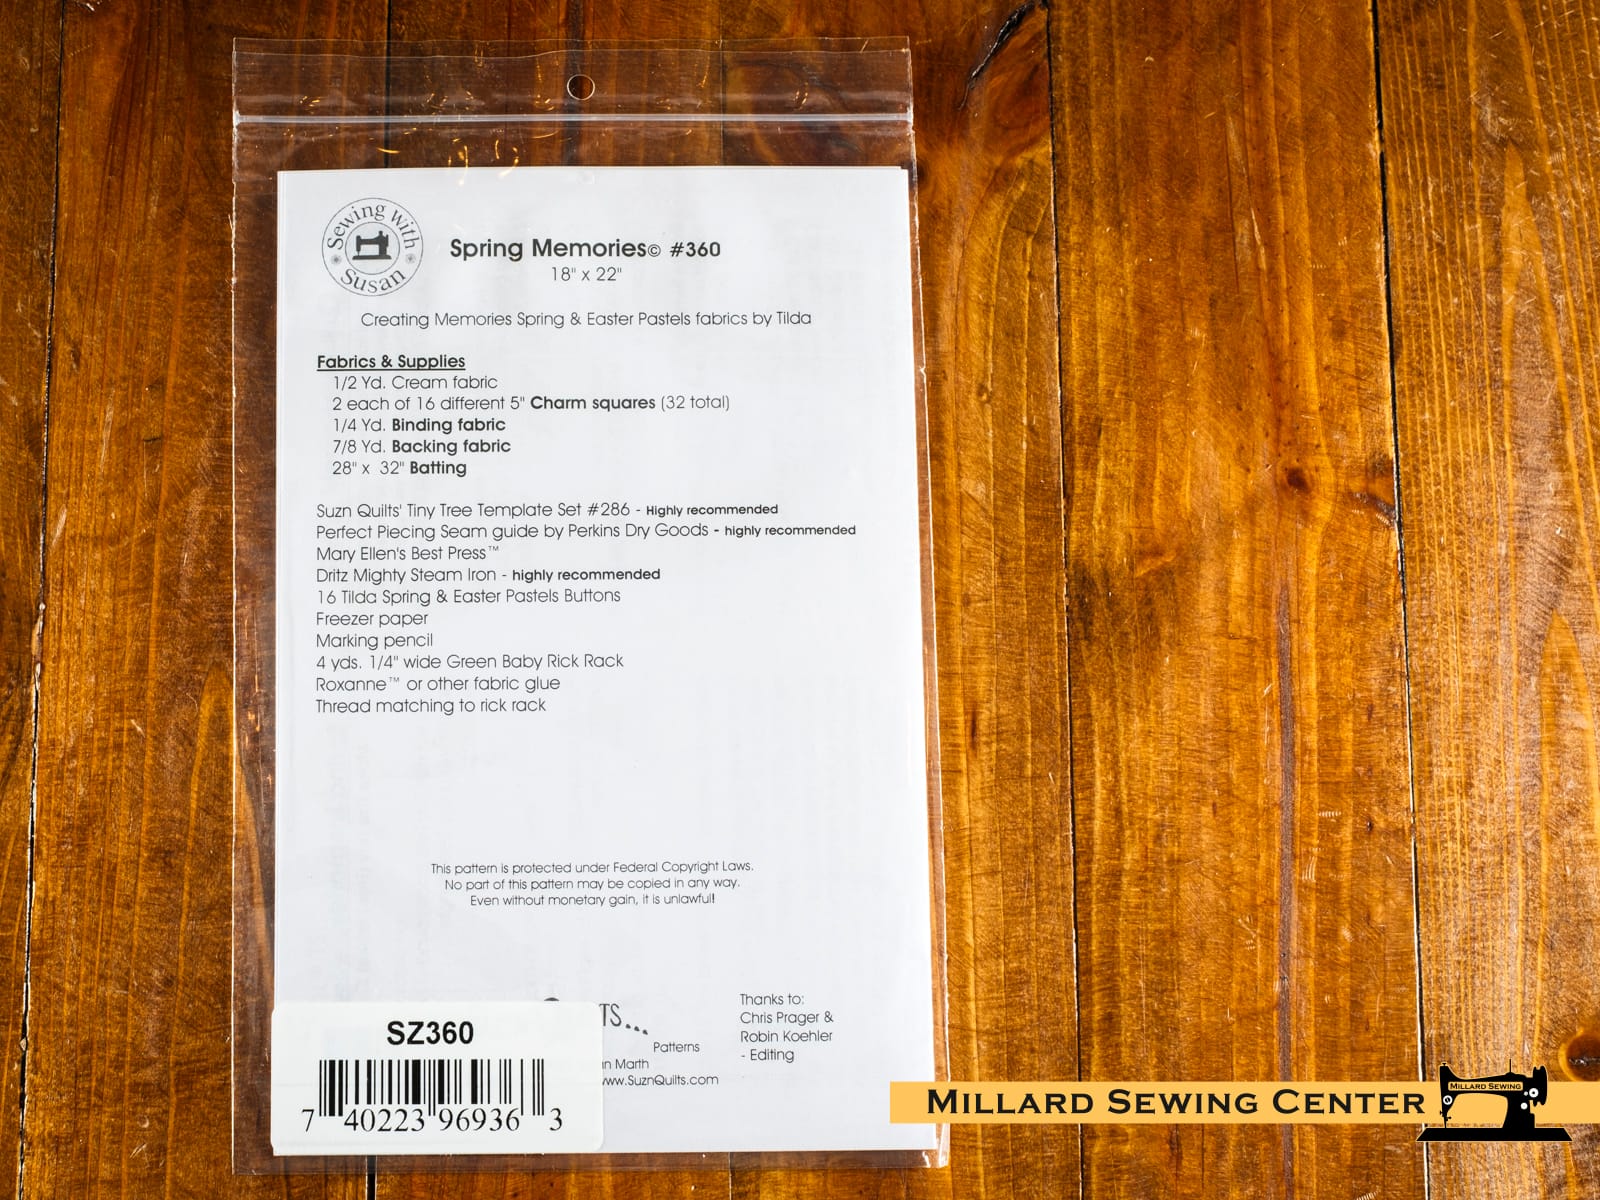 Sewing With Susan
Spring Memories© #360
18" x 22"
Creating Memories Spring & Easter Pastels fabrics by Tilda
Fabrics & Supplies
1/2 Yd. Cream fabric
2 each of 16 different 5" Charm squares (32 total)
1/4 Yd. Binding fabric
7/8 Yd. Backing fabric
28" x 32" Batting
Suzn Quilts' Tiny Tree Template Set #286 - Highly recommended
Perfect Piecing Seam guide by Perkins Dry Goods - highly recommended
Mary Ellen's Best Press™
Dritz Mighty Steam Iron - highly recommended
16 Tilda Spring & Easter Pastels Buttons
Freezer paper
Marking pencil
4 yds. 1/4" wide Green Baby Rick Rack
Roxanne™ or other fabric glue
Thread matching to rick rack
This pattern is protected under Federal Copyright Laws.
No part of this pattern may be copied in any way.
Even without monetary gain, it is unlawful!
Patterns
Marth
www.SuznQuilts.com
Thanks to:
Chris Prager &
Robin Koehler
- Editing
SZ360
7 40223 96936 3
Millard Sewing Center
Millard Sewing